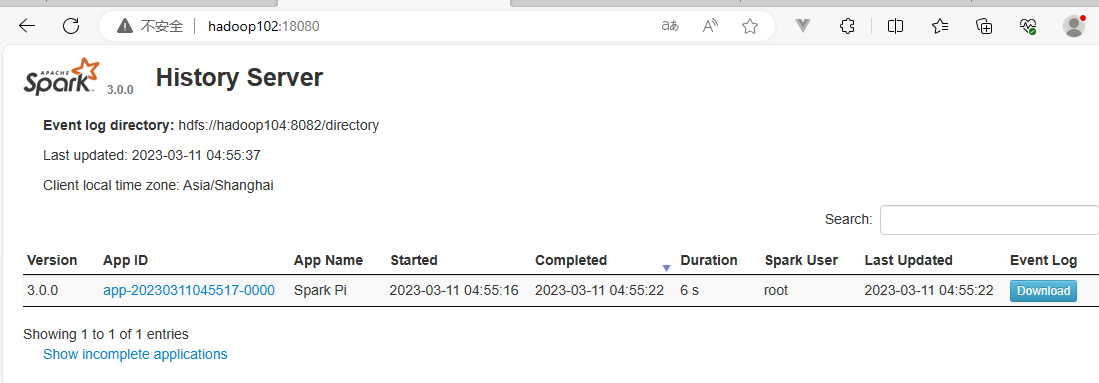 不安全 hadoop102:18080 aあ A
APACHE Spark 3.0.0 History Server
Event log directory: hdfs://hadoop104:8082/directory
Last updated: 2023-03-11 04:55:37
Client local time zone: Asia/Shanghai
Search:
Version App ID App Name Started Completed Duration Spark User Last Updated Event Log
3.0.0 app-20230311045517-0000 Spark Pi 2023-03-11 04:55:16 2023-03-11 04:55:22 6 s root 2023-03-11 04:55:22 Download
Showing 1 to 1 of 1 entries
Show incomplete applications